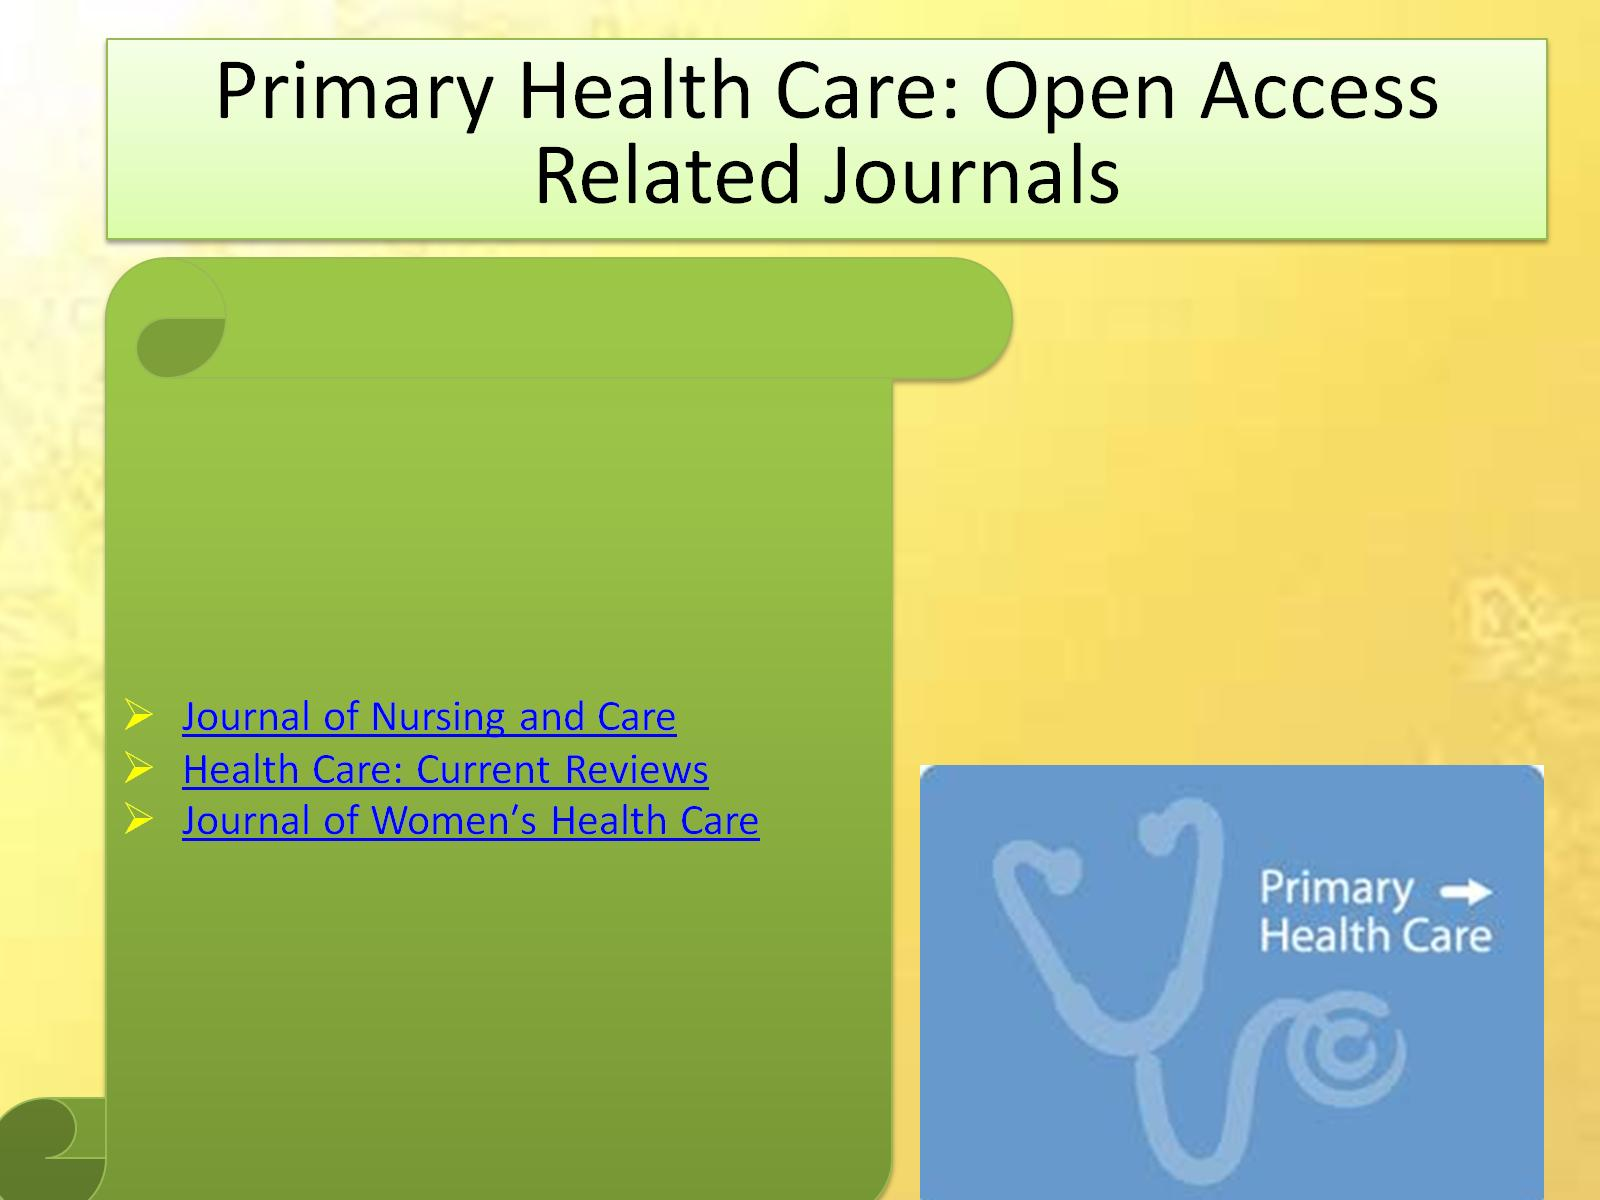 Primary Health Care: Open Access
Related Journals
Journal of Nursing and Care
Health Care: Current Reviews
Journal of Women’s Health Care
Primary
Health Care